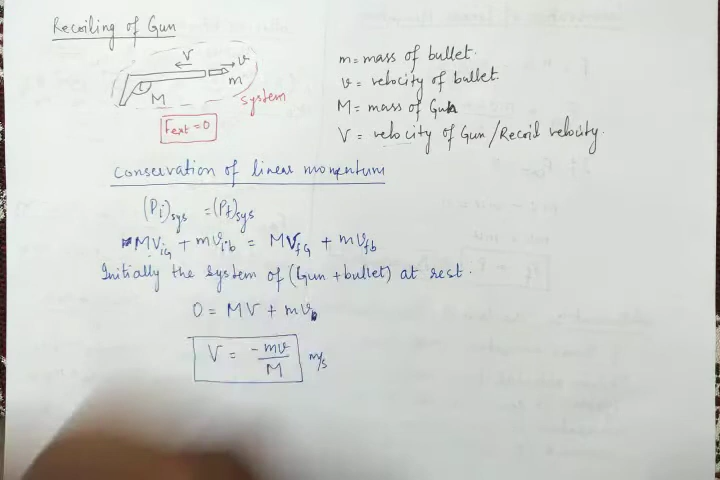 Recoiling of Gun
V
v
m
M
system
Fext = 0
m = mass of bullet.
v = velocity of bullet.
M = mass of Gun
V = velocity of Gun / Recoil velocity.
Conservation of linear momentum
(Pi)sys = (Pf)sys
MViG + mvib = MVfG + mvfb
Initially the system of (Gun + bullet) at rest.
0 = MV + mv
V = -mv/M m/s